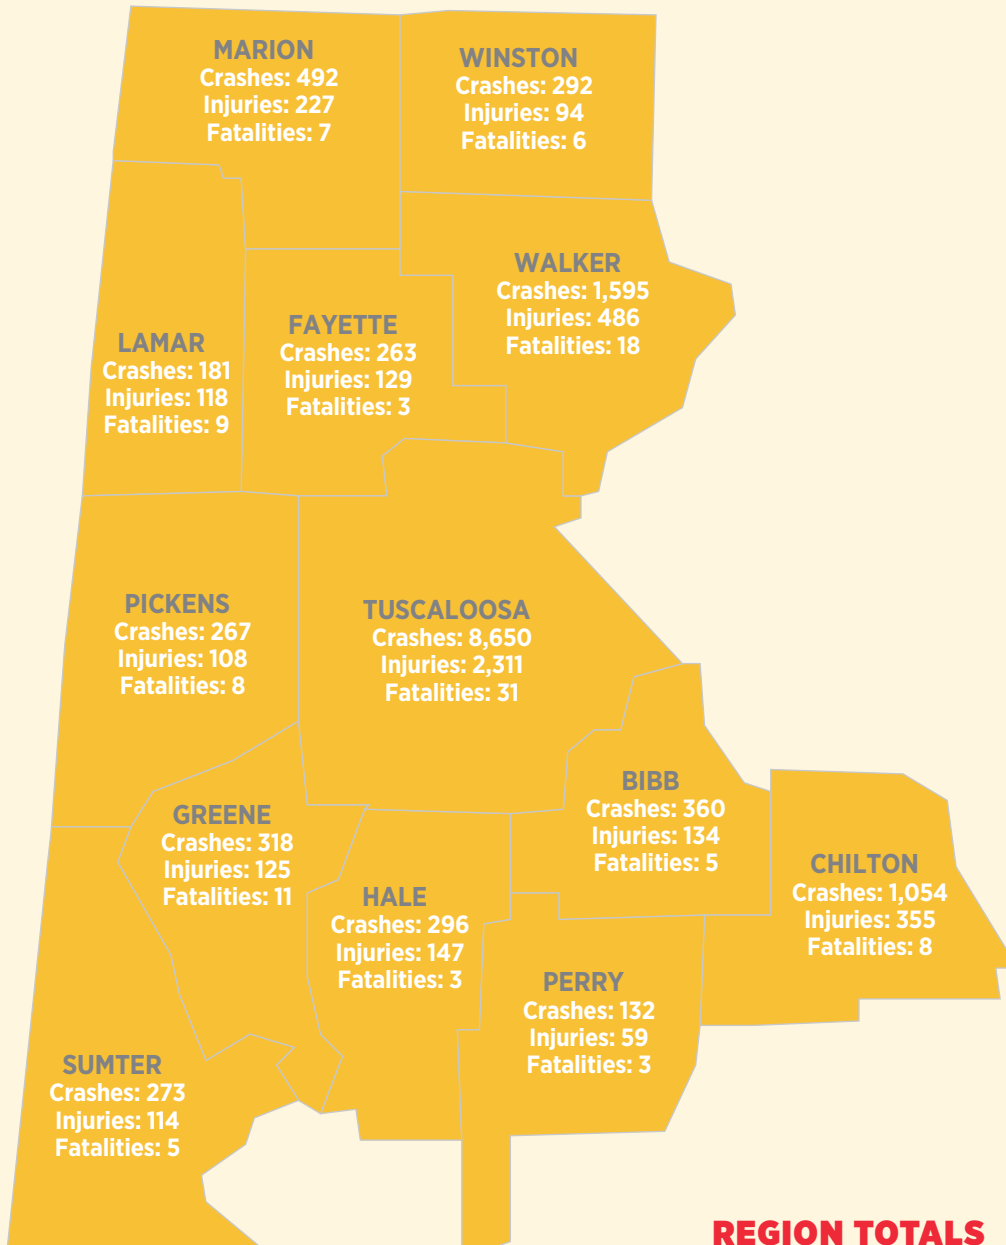 MARION
Crashes: 492
Injuries: 227
Fatalities: 7
WINSTON
Crashes: 292
Injuries: 94
Fatalities: 6
WALKER
Crashes: 1,595
Injuries: 486
Fatalities: 18
LAMAR
Crashes: 181
Injuries: 118
Fatalities: 9
FAYETTE
Crashes: 263
Injuries: 129
Fatalities: 3
PICKENS
Crashes: 267
Injuries: 108
Fatalities: 8
TUSCALOOSA
Crashes: 8,650
Injuries: 2,311
Fatalities: 31
BIBB
Crashes: 360
Injuries: 134
Fatalities: 5
GREENE
Crashes: 318
Injuries: 125
Fatalities: 11
CHILTON
Crashes: 1,054
Injuries: 355
Fatalities: 8
HALE
Crashes: 296
Injuries: 147
Fatalities: 3
PERRY
Crashes: 132
Injuries: 59
Fatalities: 3
SUMTER
Crashes: 273
Injuries: 114
Fatalities: 5
REGION TOTALS